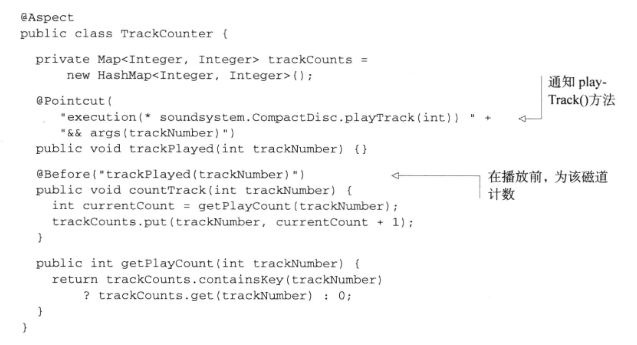 @Aspect
public class TrackCounter {
private Map<Integer, Integer> trackCounts =
new HashMap<Integer, Integer>();
@Pointcut(
"execution(* soundsystem.CompactDisc.playTrack(int)) " +
"&& args(trackNumber)")
public void trackPlayed(int trackNumber) {}
通知 play-
Track()方法
@Before("trackPlayed(trackNumber)")
public void countTrack(int trackNumber) {
int currentCount = getPlayCount(trackNumber);
trackCounts.put(trackNumber, currentCount + 1);
}
在播放前，为该磁道
计数
public int getPlayCount(int trackNumber) {
return trackCounts.containsKey(trackNumber)
? trackCounts.get(trackNumber) : 0;
}
}